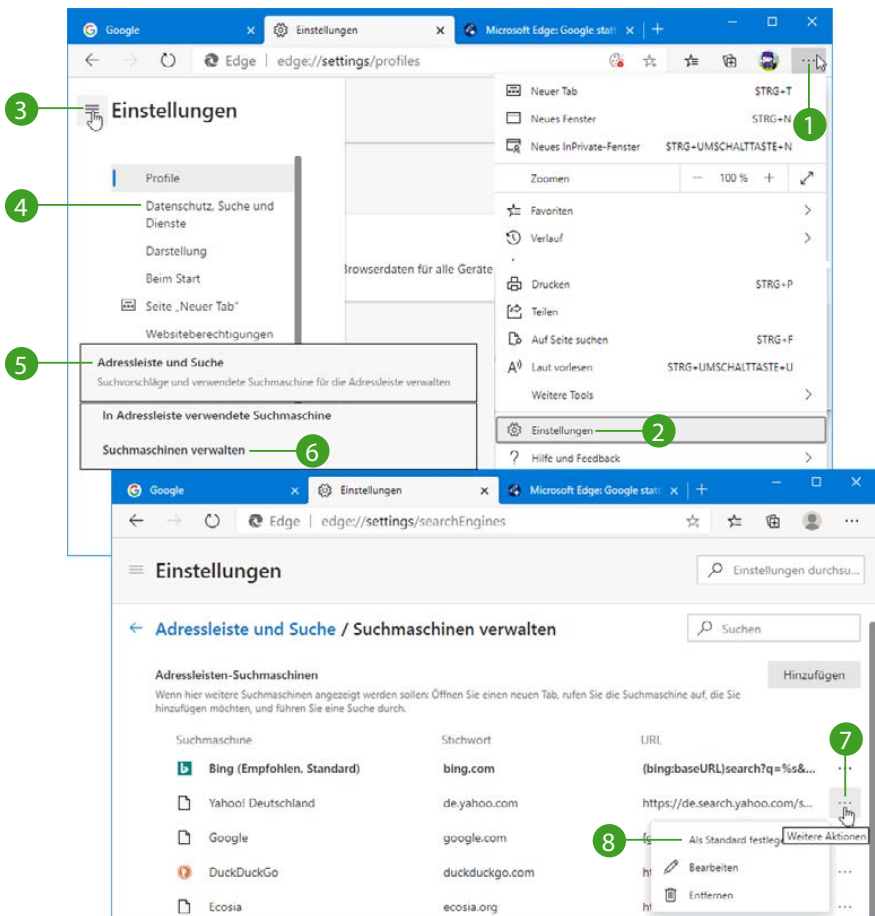 Google
Einstellungen
Microsoft Edge: Google statt
Edge | edge://settings/profiles
1
3
Einstellungen
Profile
4
Datenschutz, Suche und
Dienste
Darstellung
Beim Start
Seite „Neuer Tab“
Websiteberechtigungen
Browserdaten für alle Geräte
5
Adressleiste und Suche
Suchvorschläge und verwendete Suchmaschine für die Adressleiste verwalten
In Adressleiste verwendete Suchmaschine
Suchmaschinen verwalten
6
Neuer Tab STRG+T
Neues Fenster STRG+N
Neues InPrivate-Fenster STRG+UMSCHALTTASTE+N
Zoomen — 100 % +
Favoriten
Verlauf
Drucken STRG+P
Teilen
Auf Seite suchen STRG+F
Laut vorlesen STRG+UMSCHALTTASTE+U
Weitere Tools
Einstellungen
2
Hilfe und Feedback
Google
Einstellungen
Microsoft Edge: Google statt
Edge | edge://settings/searchEngines
Einstellungen
Einstellungen durchsu...
Adressleiste und Suche / Suchmaschinen verwalten
Suchen
Adressleisten-Suchmaschinen
Hinzufügen
Wenn hier weitere Suchmaschinen angezeigt werden sollen: Öffnen Sie einen neuen Tab, rufen Sie die Suchmaschine auf, die Sie
hinzufügen möchten, und führen Sie eine Suche durch.
Suchmaschine Stichwort URL
7
Bing (Empfohlen, Standard) bing.com {bing:baseURL}search?q=%s&...
Yahoo! Deutschland de.yahoo.com https://de.search.yahoo.com/s...
Google google.com {g
8
Als Standard festlege
Weitere Aktionen
DuckDuckGo duckduckgo.com ht
Bearbeiten
Entfernen
Ecosia ecosia.org ht